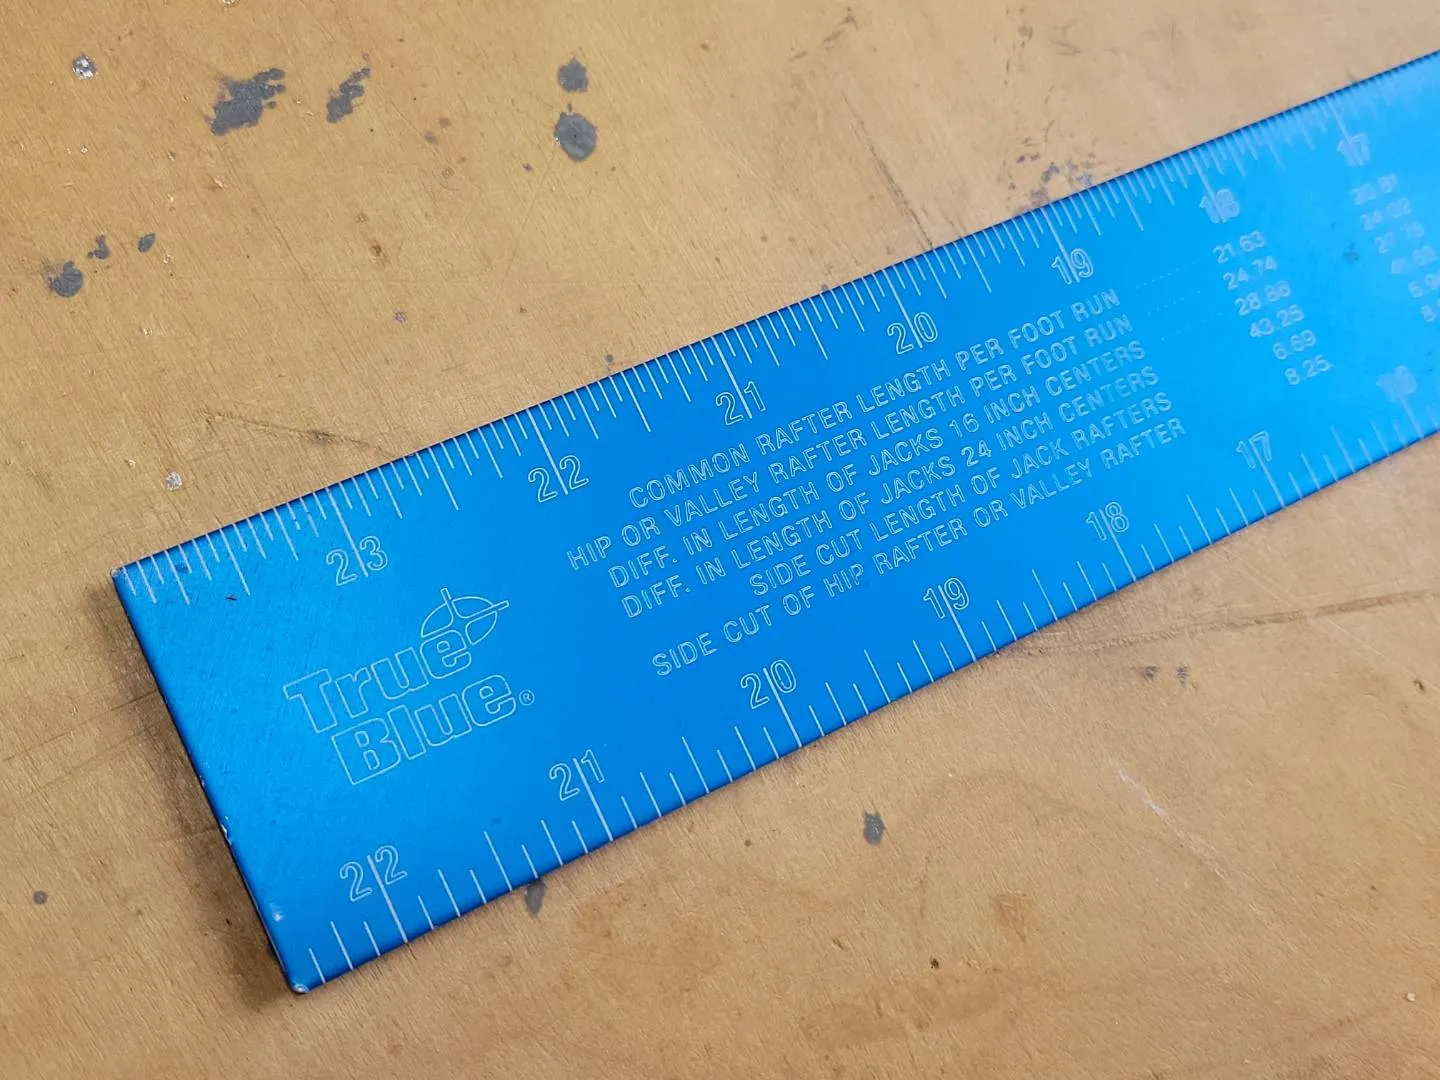 17
18
19
20
21
22
23
COMMON RAFTER LENGTH PER FOOT RUN
HIP OR VALLEY RAFTER LENGTH PER FOOT RUN
DIFF. IN LENGTH OF JACKS 16 INCH CENTERS
DIFF. IN LENGTH OF JACKS 24 INCH CENTERS
SIDE CUT LENGTH OF JACK RAFTERS
SIDE CUT OF HIP RAFTER OR VALLEY RAFTER
21.63
24.74
28.88
43.25
6.69
8.25
True
Blue®
16
17
18
19
20
21
22